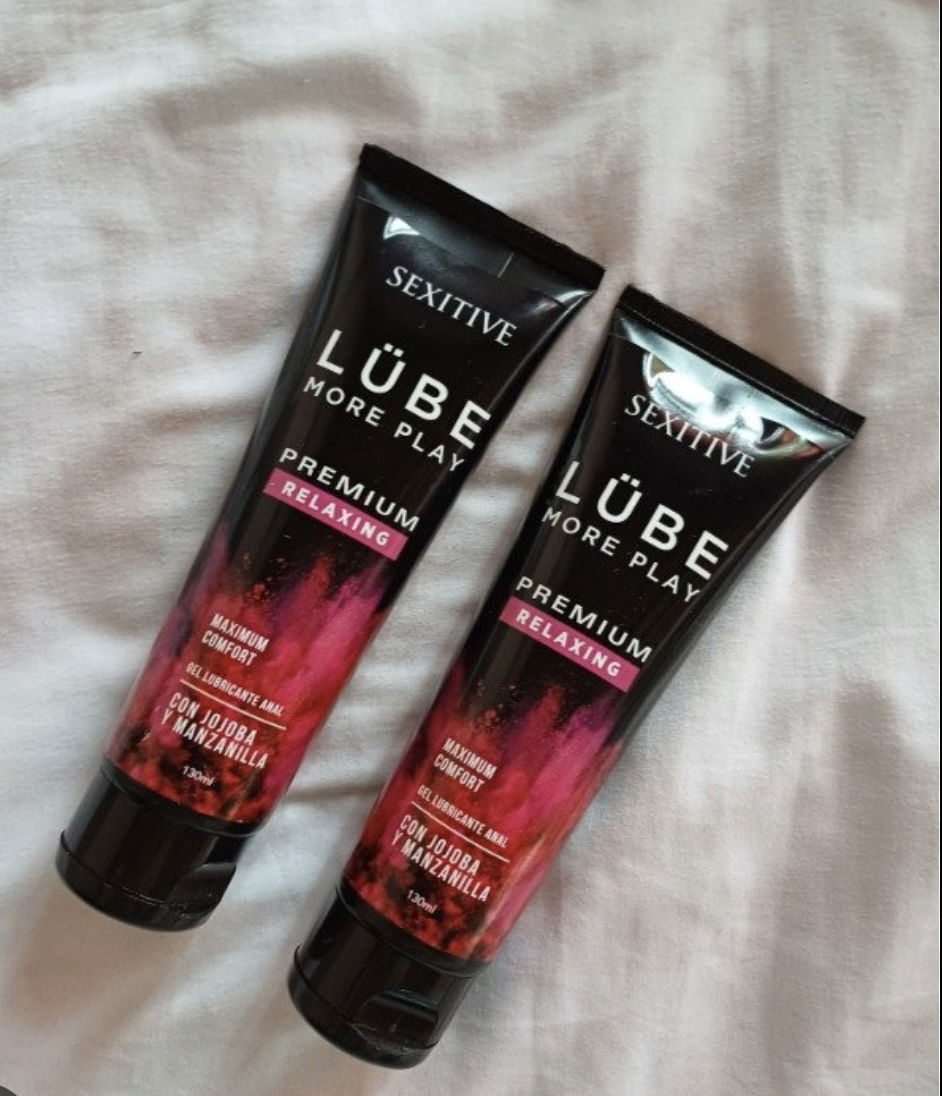 SEXITIVE
LÜBE
MORE PLAY
PREMIUM
RELAXING
MAXIMUM
COMFORT
GEL LUBRICANTE ANAL
CON JOJOBA
Y MANZANILLA
130ml
SEXITIVE
LÜBE
MORE PLAY
PREMIUM
RELAXING
MAXIMUM
COMFORT
GEL LUBRICANTE ANAL
CON JOJOBA
Y MANZANILLA
130ml